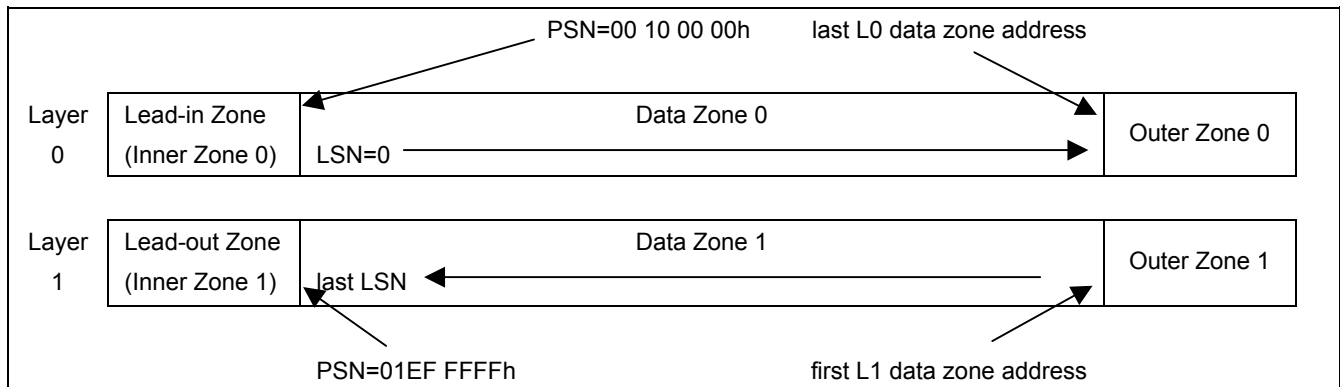 PSN=00 10 00 00h last L0 data zone address
Layer 0
Lead-in Zone
(Inner Zone 0)
Data Zone 0
LSN=0
Outer Zone 0
Layer 1
Lead-out Zone
(Inner Zone 1)
Data Zone 1
last LSN
Outer Zone 1
PSN=01EF FFFFh first L1 data zone address